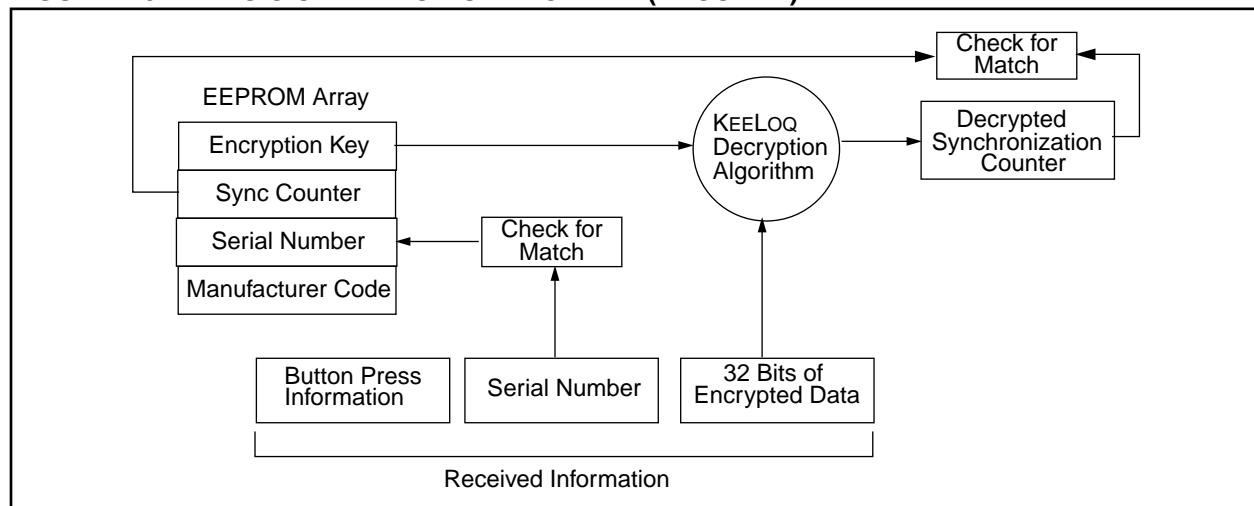 Check for
Match
EEPROM Array
Encryption Key
Sync Counter
Serial Number
Manufacturer Code
KEELOQ
Decryption
Algorithm
Decrypted
Synchronization
Counter
Check for
Match
Button Press
Information
Serial Number
32 Bits of
Encrypted Data
Received Information